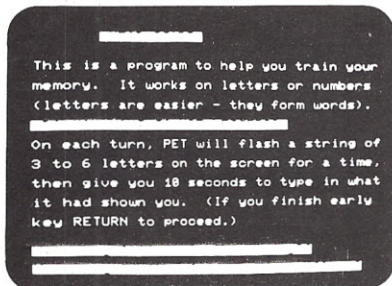 This is a program to help you train your
memory. It works on letters or numbers
(letters are easier - they form words).
On each turn, PET will flash a string of
3 to 6 letters on the screen for a time,
then give you 10 seconds to type in what
it had shown you. (If you finish early
key RETURN to proceed.)